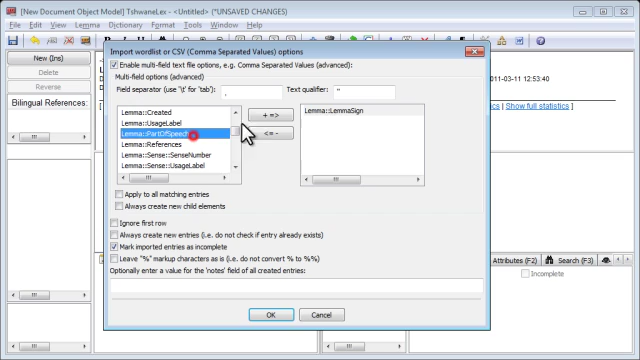 [New Document Object Model] TshwaneLex - <Untitled> (*UNSAVED CHANGES)
File Edit View Lemma Dictionary Format Tools Window Help
New (Ins)
Delete
Reverse
Bilingual References:
Import wordlist or CSV (Comma Separated Values) options
Enable multi-field text file options, e.g. Comma Separated Values (advanced):
Multi-field options (advanced)
Field separator (use '\t' for 'tab'): , Text qualifier: "
Lemma::Created
Lemma::UsageLabel
Lemma::PartOfSpeech
Lemma::References
Lemma::Sense::SenseNumber
Lemma::Sense::UsageLabel
+ =>
<= -
Lemma::LemmaSign
Apply to all matching entries
Always create new child elements
Ignore first row
Always create new entries (i.e. do not check if entry already exists)
Mark imported entries as incomplete
Leave "%" markup characters as is (i.e. do not convert % to %%)
Optionally enter a value for the 'notes' field of all created entries:
OK Cancel
2011-03-11 12:53:40
Show full statistics ]
Attributes (F2) Search (F3)
Incomplete